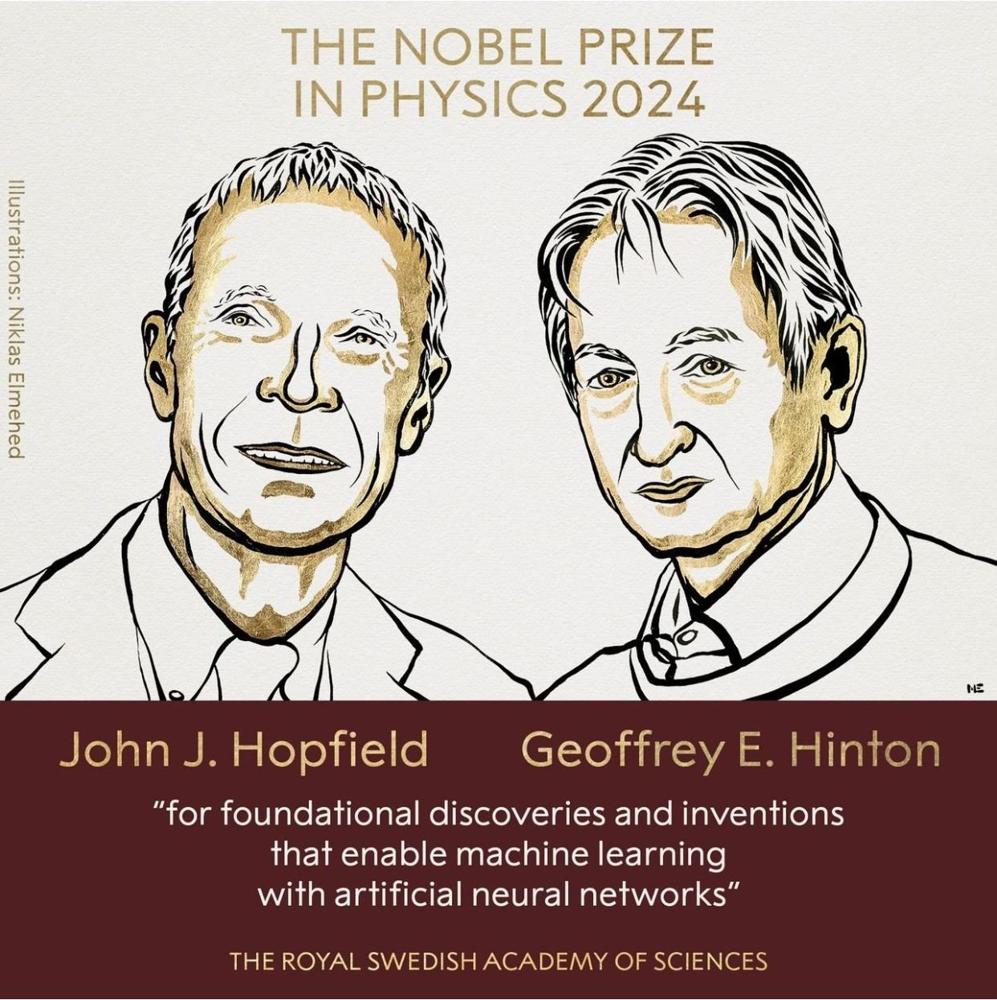 THE NOBEL PRIZE
IN PHYSICS 2024
Illustrations: Niklas Elmehed
NE
John J. Hopfield
Geoffrey E. Hinton
"for foundational discoveries and inventions
that enable machine learning
with artificial neural networks"
THE ROYAL SWEDISH ACADEMY OF SCIENCES